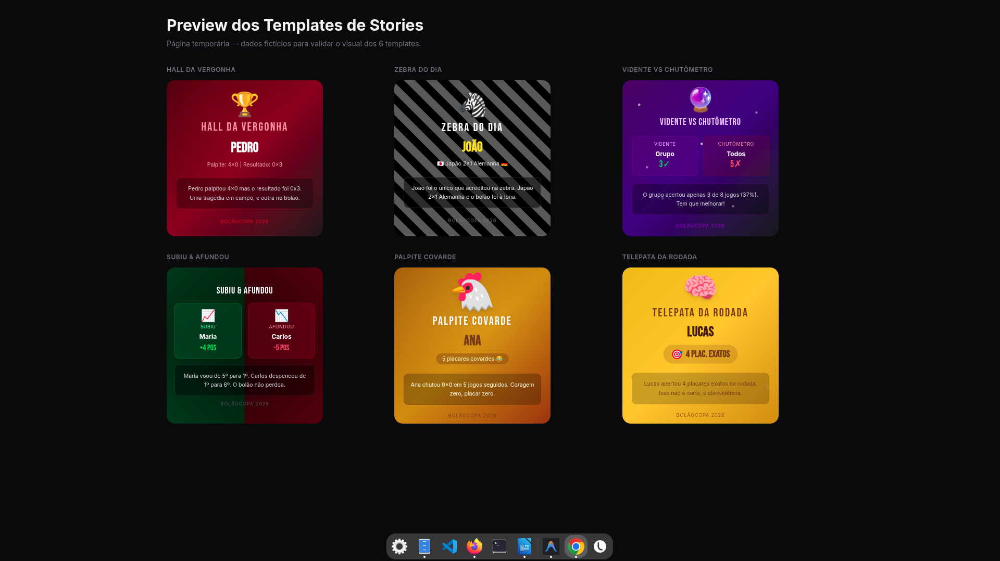 Preview dos Templates de Stories
Página temporária — dados fictícios para validar o visual dos 6 templates.
HALL DA VERGONHA
HALL DA VERGONHA
PEDRO
Palpite: 4×0 | Resultado: 0×3
Pedro palpitou 4×0 mas o resultado foi 0x3.
Uma tragédia em campo, e outra no bolão.
BOLÃOCOPA 2026
ZEBRA DO DIA
ZEBRA DO DIA
JOÃO
Japão 2×1 Alemanha
João foi o único que acreditou na zebra. Japão
2×1 Alemanha e o bolão foi à lona.
BOLÃOCOPA 2026
VIDENTE VS CHUTÔMETRO
VIDENTE VS CHUTÔMETRO
VIDENTE
Grupo
3✓
CHUTÔMETRO
Todos
5✗
O grupo acertou apenas 3 de 8 jogos (37%).
Tem que melhorar!
BOLÃOCOPA 2026
SUBIU & AFUNDOU
SUBIU & AFUNDOU
SUBIU
Maria
+4 POS
AFUNDOU
Carlos
-5 POS
Maria voou de 5º para 1º. Carlos despencou de
1º para 6º. O bolão não perdoa.
BOLÃOCOPA 2026
PALPITE COVARDE
PALPITE COVARDE
ANA
5 placares covardes 😂
Ana chutou 0×0 em 5 jogos seguidos. Coragem
zero, placar zero.
BOLÃOCOPA 2026
TELEPATA DA RODADA
TELEPATA DA RODADA
LUCAS
🎯 4 PLAC. EXATOS
Lucas acertou 4 placares exatos na rodada.
Isso não é sorte, é clarividência.
BOLÃOCOPA 2026